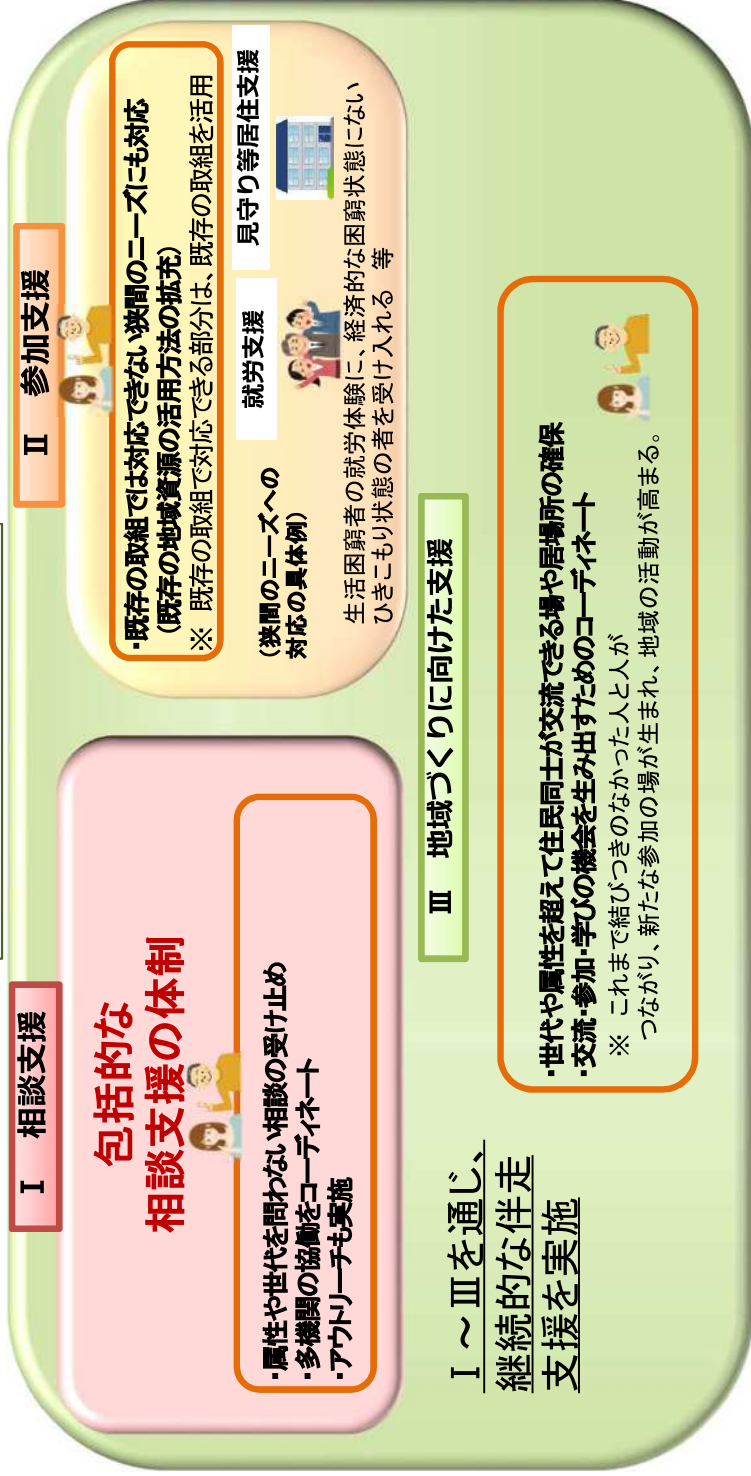 Ⅰ 相談支援
包括的な
相談支援の体制
・属性や世代を問わない相談の受け止め
・多機関の協働をコーディネート
・アウトリーチも実施
Ⅱ 参加支援
・既存の取組では対応できない狭間のニーズにも対応
(既存の地域資源の活用方法の拡充)
※ 既存の取組で対応できる部分は、既存の取組を活用
(狭間のニーズへの
対応の具体例)
就労支援
見守り等居住支援
生活困窮者の就労体験に、経済的な困窮状態にない
ひきこもり状態の者を受け入れる 等
Ⅰ～Ⅲを通じ、
継続的な伴走
支援を実施
Ⅲ 地域づくりに向けた支援
・世代や属性を超えて住民同士が交流できる場や居場所の確保
・交流・参加・学びの機会を生み出すためのコーディネート
※ これまで結びつきのなかった人と人が
つながり、新たな参加の場が生まれ、地域の活動が高まる。